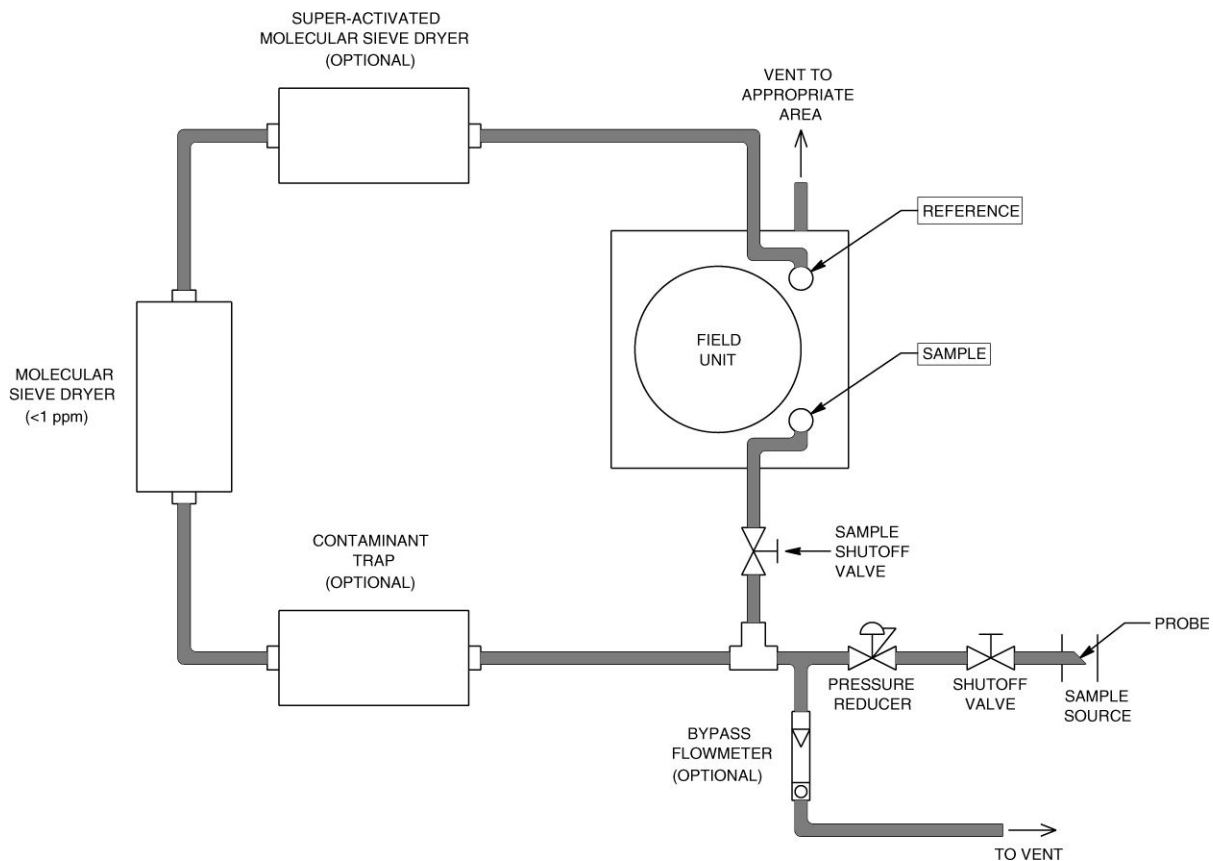 SUPER-ACTIVATED
MOLECULAR SIEVE DRYER
(OPTIONAL)
VENT TO
APPROPRIATE
AREA
REFERENCE
FIELD
UNIT
SAMPLE
MOLECULAR
SIEVE DRYER
(<1 ppm)
CONTAMINANT
TRAP
(OPTIONAL)
SAMPLE
SHUTOFF
VALVE
PROBE
PRESSURE
REDUCER
SHUTOFF
VALVE
SAMPLE
SOURCE
BYPASS
FLOWMETER
(OPTIONAL)
TO VENT